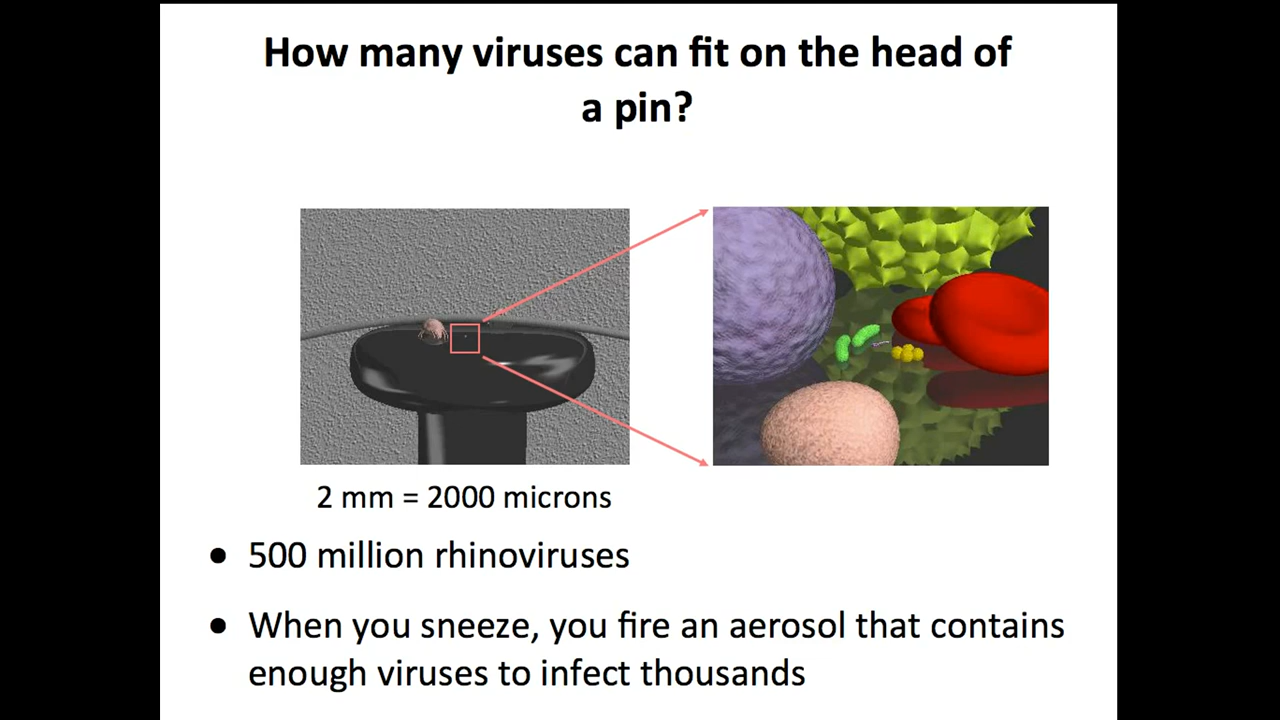 How many viruses can fit on the head of
a pin?
2 mm = 2000 microns
● 500 million rhinoviruses
● When you sneeze, you fire an aerosol that contains
enough viruses to infect thousands